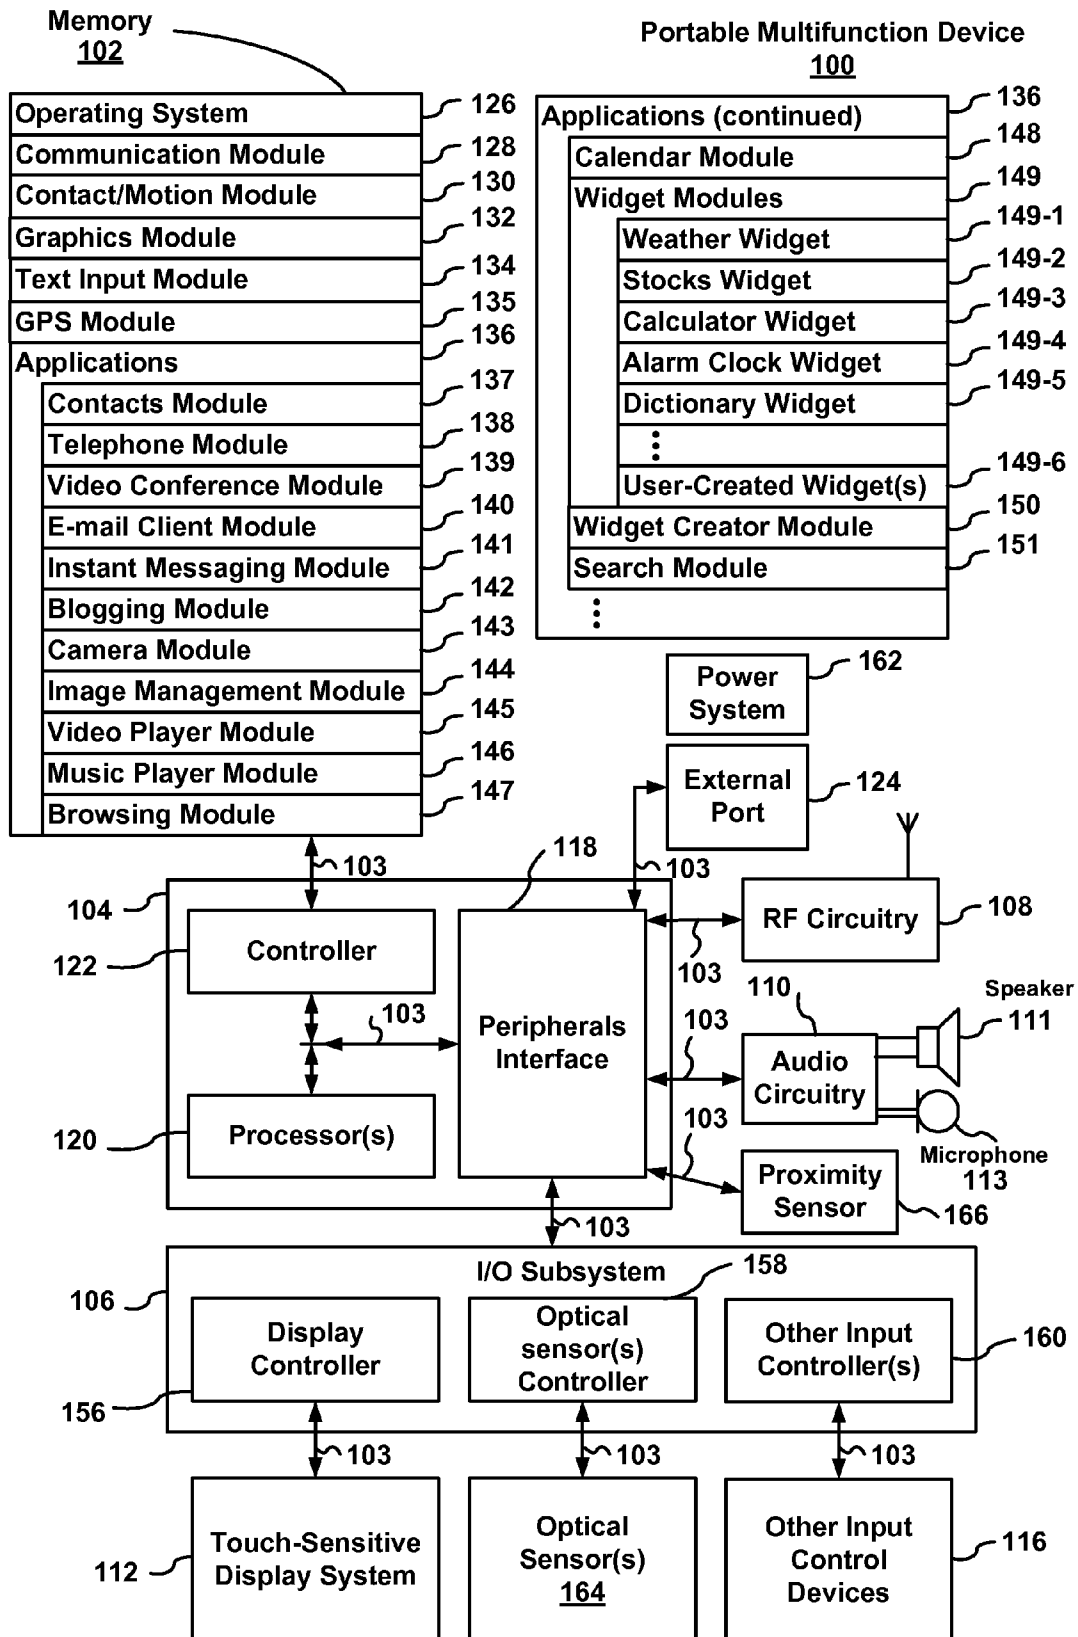 Memory
102
Portable Multifunction Device
100
Operating System
126
Communication Module
128
Contact/Motion Module
130
Graphics Module
132
Text Input Module
134
GPS Module
135
Applications
136
Contacts Module
137
Telephone Module
138
Video Conference Module
139
E-mail Client Module
140
Instant Messaging Module
141
Blogging Module
142
Camera Module
143
Image Management Module
144
Video Player Module
145
Music Player Module
146
Browsing Module
147
Applications (continued)
136
Calendar Module
148
Widget Modules
149
Weather Widget
149-1
Stocks Widget
149-2
Calculator Widget
149-3
Alarm Clock Widget
149-4
Dictionary Widget
149-5
User-Created Widget(s)
149-6
Widget Creator Module
150
Search Module
151
Power
System
162
External
Port
124
103
118
103
104
Controller
122
103
Peripherals
Interface
Processor(s)
120
RF Circuitry
108
103
110
Speaker
111
103
Audio
Circuitry
103
Microphone
113
Proximity
Sensor
166
103
I/O Subsystem
106
158
Display
Controller
156
Optical
sensor(s)
Controller
Other Input
Controller(s)
160
103
103
103
Touch-Sensitive
Display System
112
Optical
Sensor(s)
164
Other Input
Control
Devices
116